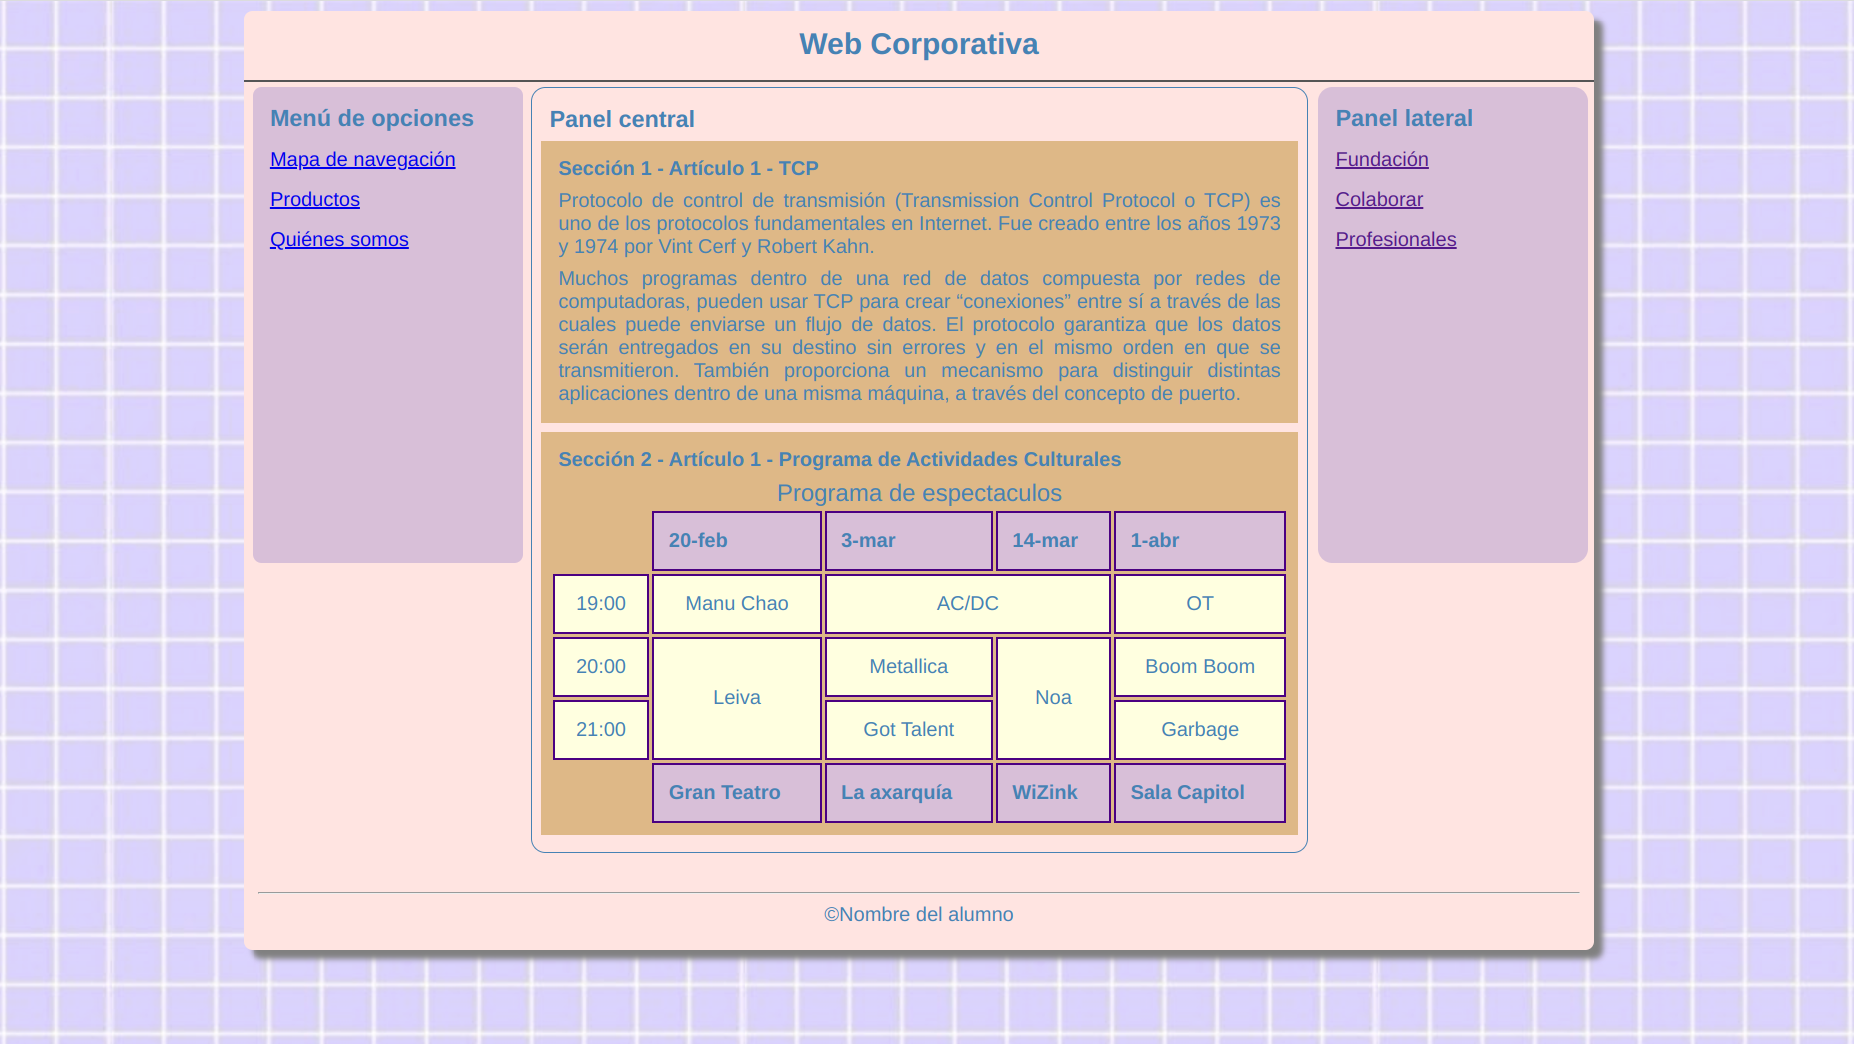 Web Corporativa
Menú de opciones
Mapa de navegación
Productos
Quiénes somos
Panel central
Sección 1 - Artículo 1 - TCP
Protocolo de control de transmisión (Transmission Control Protocol o TCP) es
uno de los protocolos fundamentales en Internet. Fue creado entre los años 1973
y 1974 por Vint Cerf y Robert Kahn.
Muchos programas dentro de una red de datos compuesta por redes de
computadoras, pueden usar TCP para crear “conexiones” entre sí a través de las
cuales puede enviarse un flujo de datos. El protocolo garantiza que los datos
serán entregados en su destino sin errores y en el mismo orden en que se
transmitieron. También proporciona un mecanismo para distinguir distintas
aplicaciones dentro de una misma máquina, a través del concepto de puerto.
Sección 2 - Artículo 1 - Programa de Actividades Culturales
Programa de espectaculos
20-feb 3-mar 14-mar 1-abr
19:00 Manu Chao AC/DC OT
20:00 Leiva Metallica Noa Boom Boom
21:00 Got Talent Garbage
Gran Teatro La axarquía WiZink Sala Capitol
Panel lateral
Fundación
Colaborar
Profesionales
©Nombre del alumno